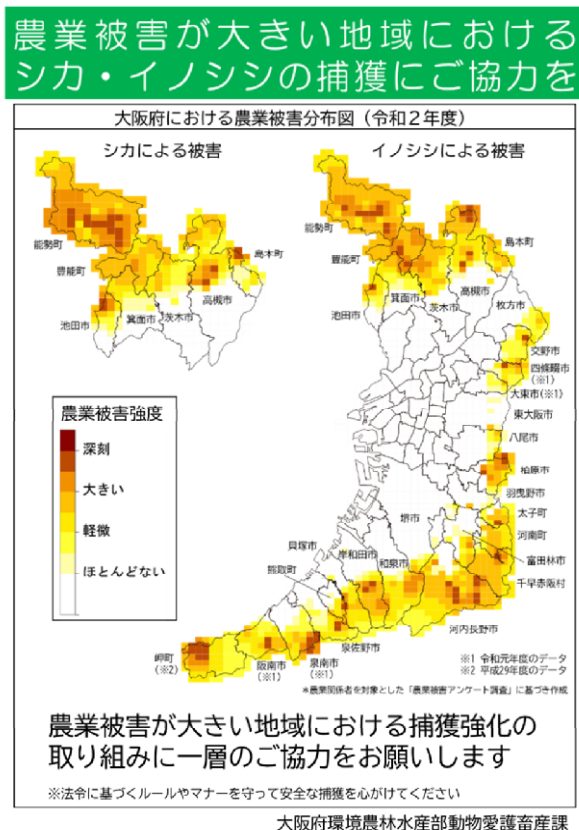 農業被害が大きい地域における
シカ・イノシシの捕獲にご協力を
大阪府における農業被害分布図（令和２年度）
シカによる被害
イノシシによる被害
能勢町
豊能町
池田市
箕面市
茨木市
高槻市
島本町
能勢町
豊能町
池田市
箕面市
茨木市
高槻市
島本町
枚方市
交野市
四條畷市
(※1)
大東市(※1)
東大阪市
八尾市
柏原市
羽曳野市
太子町
河南町
富田林市
千早赤阪村
河内長野市
堺市
和泉市
岸和田市
貝塚市
熊取町
泉佐野市
泉南市
(※1)
阪南市
(※1)
岬町
(※2)
農業被害強度
深刻
大きい
軽微
ほとんどない
※1 令和元年度のデータ
※2 平成29年度のデータ
＊農業関係者を対象とした「農業被害アンケート調査」に基づき作成
農業被害が大きい地域における捕獲強化の
取り組みに一層のご協力をお願いします
※法令に基づくルールやマナーを守って安全な捕獲を心がけてください
大阪府環境農林水産部動物愛護畜産課